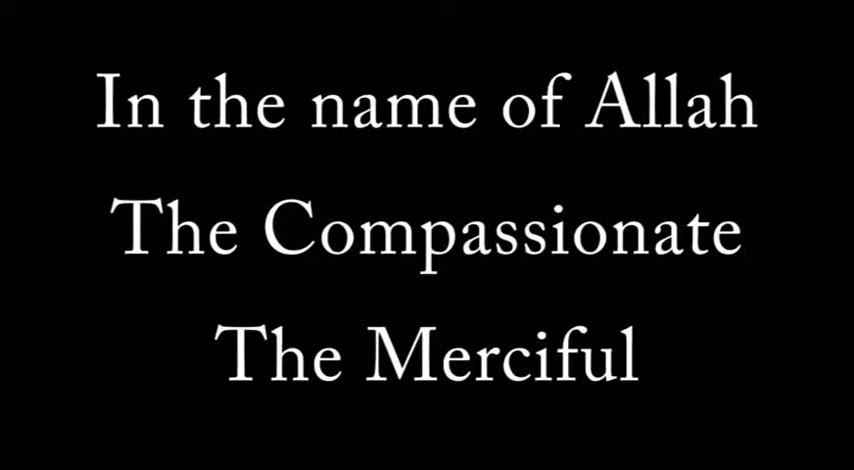 In the name of Allah
The Compassionate
The Merciful